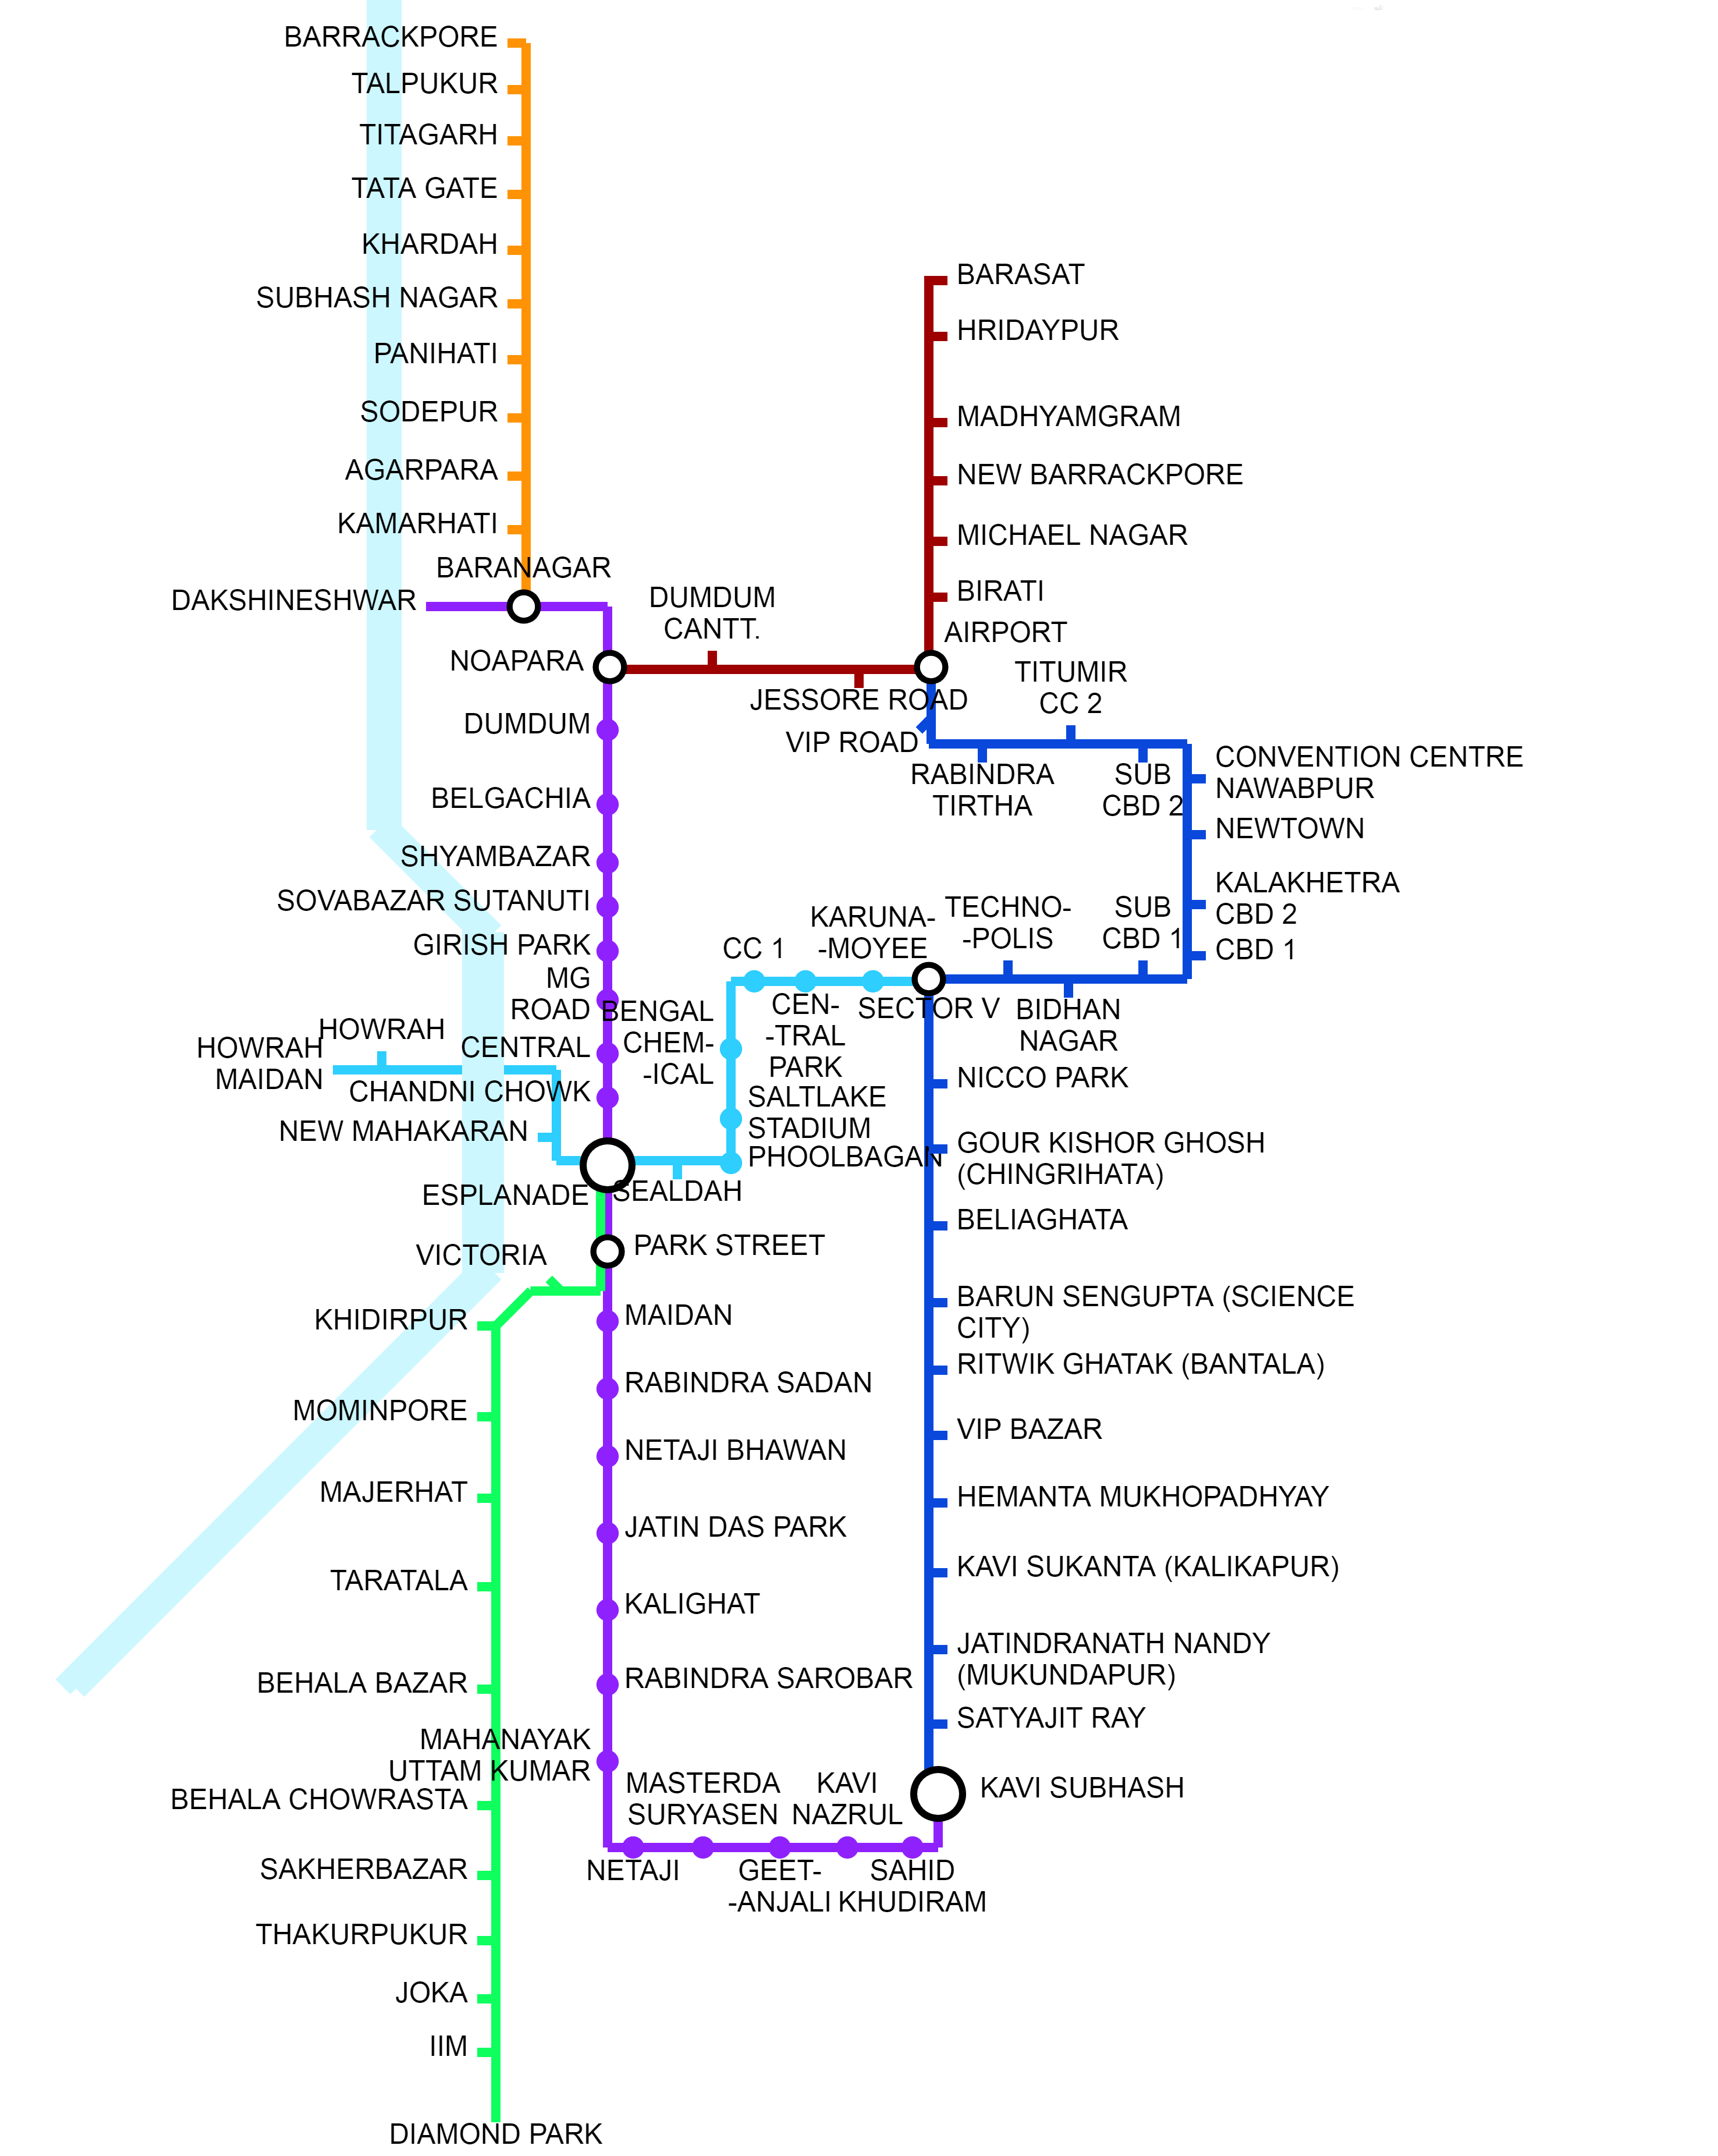 BARRACKPORE
TALPUKUR
TITAGARH
TATA GATE
KHARDAH
SUBHASH NAGAR
PANIHATI
SODEPUR
AGARPARA
KAMARHATI
BARANAGAR
DAKSHINESHWAR
NOAPARA
DUMDUM
CANTT.
JESSORE ROAD
BARASAT
HRIDAYPUR
MADHYAMGRAM
NEW BARRACKPORE
MICHAEL NAGAR
BIRATI
AIRPORT
VIP ROAD
RABINDRA
TIRTHA
TITUMIR
CC 2
SUB
CBD 2
CONVENTION CENTRE
NAWABPUR
NEWTOWN
KALAKHETRA
CBD 2
CBD 1
SUB
CBD 1
BIDHAN
NAGAR
TECHNO-
-POLIS
SECTOR V
KARUNA-
-MOYEE
CEN-
-TRAL
PARK
CC 1
BENGAL
CHEM-
-ICAL
SALTLAKE
STADIUM
PHOOLBAGAN
SEALDAH
DUMDUM
BELGACHIA
SHYAMBAZAR
SOVABAZAR SUTANUTI
GIRISH PARK
MG
ROAD
CENTRAL
CHANDNI CHOWK
HOWRAH
HOWRAH
MAIDAN
NEW MAHAKARAN
ESPLANADE
PARK STREET
VICTORIA
KHIDIRPUR
MOMINPORE
MAJERHAT
TARATALA
BEHALA BAZAR
BEHALA CHOWRASTA
SAKHERBAZAR
THAKURPUKUR
JOKA
IIM
DIAMOND PARK
MAIDAN
RABINDRA SADAN
NETAJI BHAWAN
JATIN DAS PARK
KALIGHAT
RABINDRA SAROBAR
MAHANAYAK
UTTAM KUMAR
NETAJI
MASTERDA
SURYASEN
GEET-
-ANJALI
KAVI
NAZRUL
SAHID
KHUDIRAM
KAVI SUBHASH
NICCO PARK
GOUR KISHOR GHOSH
(CHINGRIHATA)
BELIAGHATA
BARUN SENGUPTA (SCIENCE
CITY)
RITWIK GHATAK (BANTALA)
VIP BAZAR
HEMANTA MUKHOPADHYAY
KAVI SUKANTA (KALIKAPUR)
JATINDRANATH NANDY
(MUKUNDAPUR)
SATYAJIT RAY